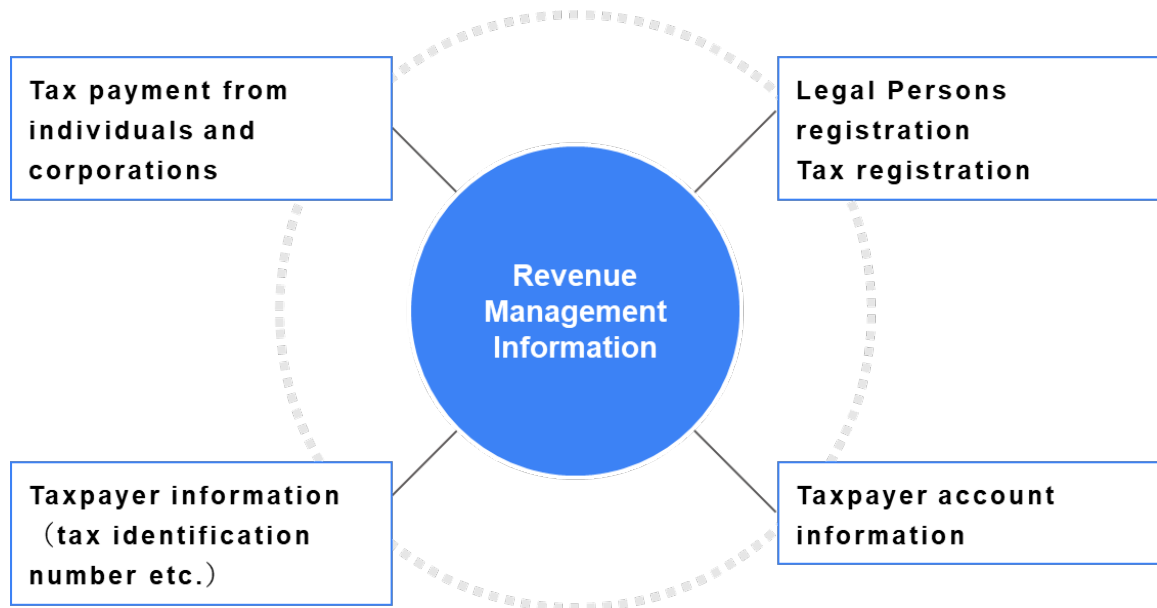 Tax payment from
individuals and
corporations
Legal Persons
registration
Tax registration
Revenue
Management
Information
Taxpayer information
（tax identification
number etc.）
Taxpayer account
information